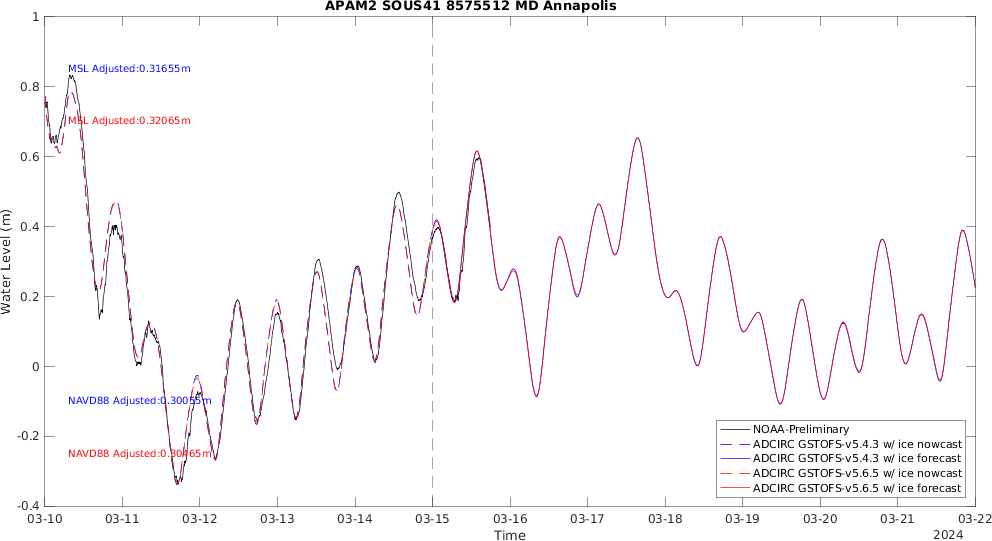 APAM2 SOUS41 8575512 MD Annapolis
1
0.8
0.6
0.4
0.2
0
-0.2
-0.4
Water Level (m)
MSL Adjusted:0.31655m
MSL Adjusted:0.32065m
NAVD88 Adjusted:0.30055m
NAVD88 Adjusted:0.30465m
NOAA-Preliminary
ADCIRC GSTOFS-v5.4.3 w/ ice nowcast
ADCIRC GSTOFS-v5.4.3 w/ ice forecast
ADCIRC GSTOFS-v5.6.5 w/ ice nowcast
ADCIRC GSTOFS-v5.6.5 w/ ice forecast
03-10 03-11 03-12 03-13 03-14 03-15 03-16 03-17 03-18 03-19 03-20 03-21 03-22
Time
2024